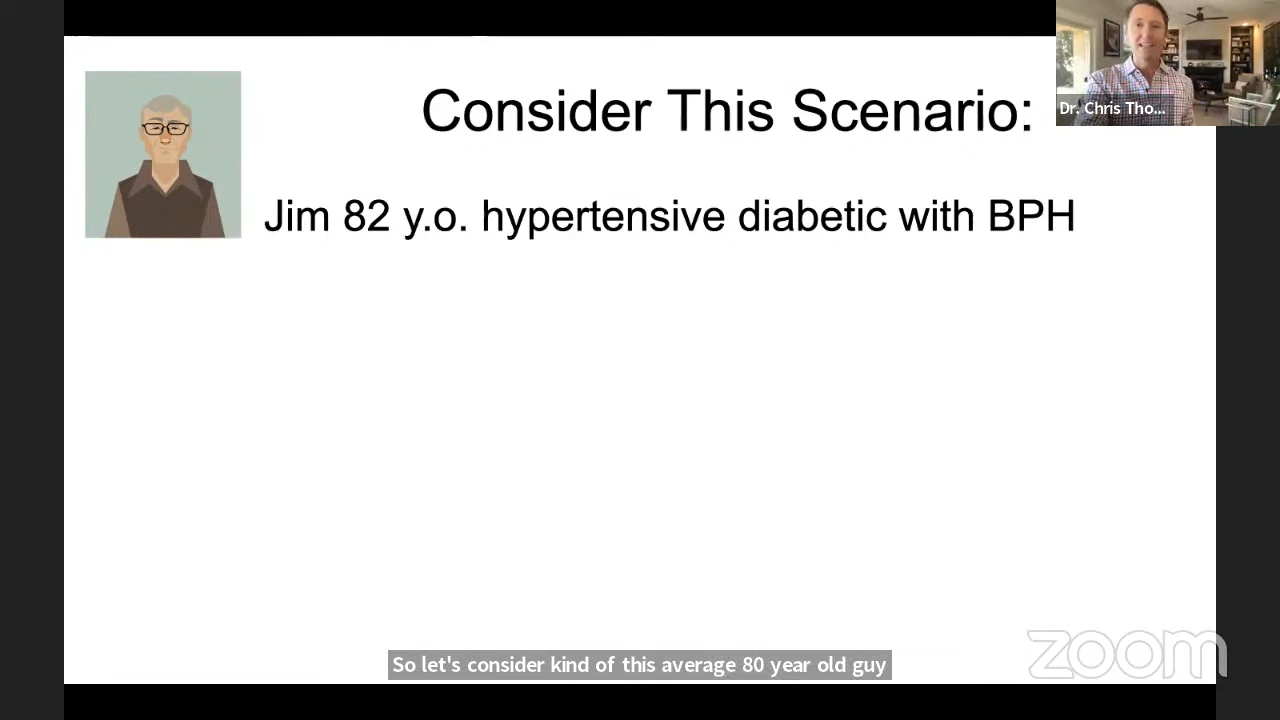 Consider This Scenario:
Dr. Chris Tho...
Jim 82 y.o. hypertensive diabetic with BPH
So let's consider kind of this average 80 year old guy
zoom